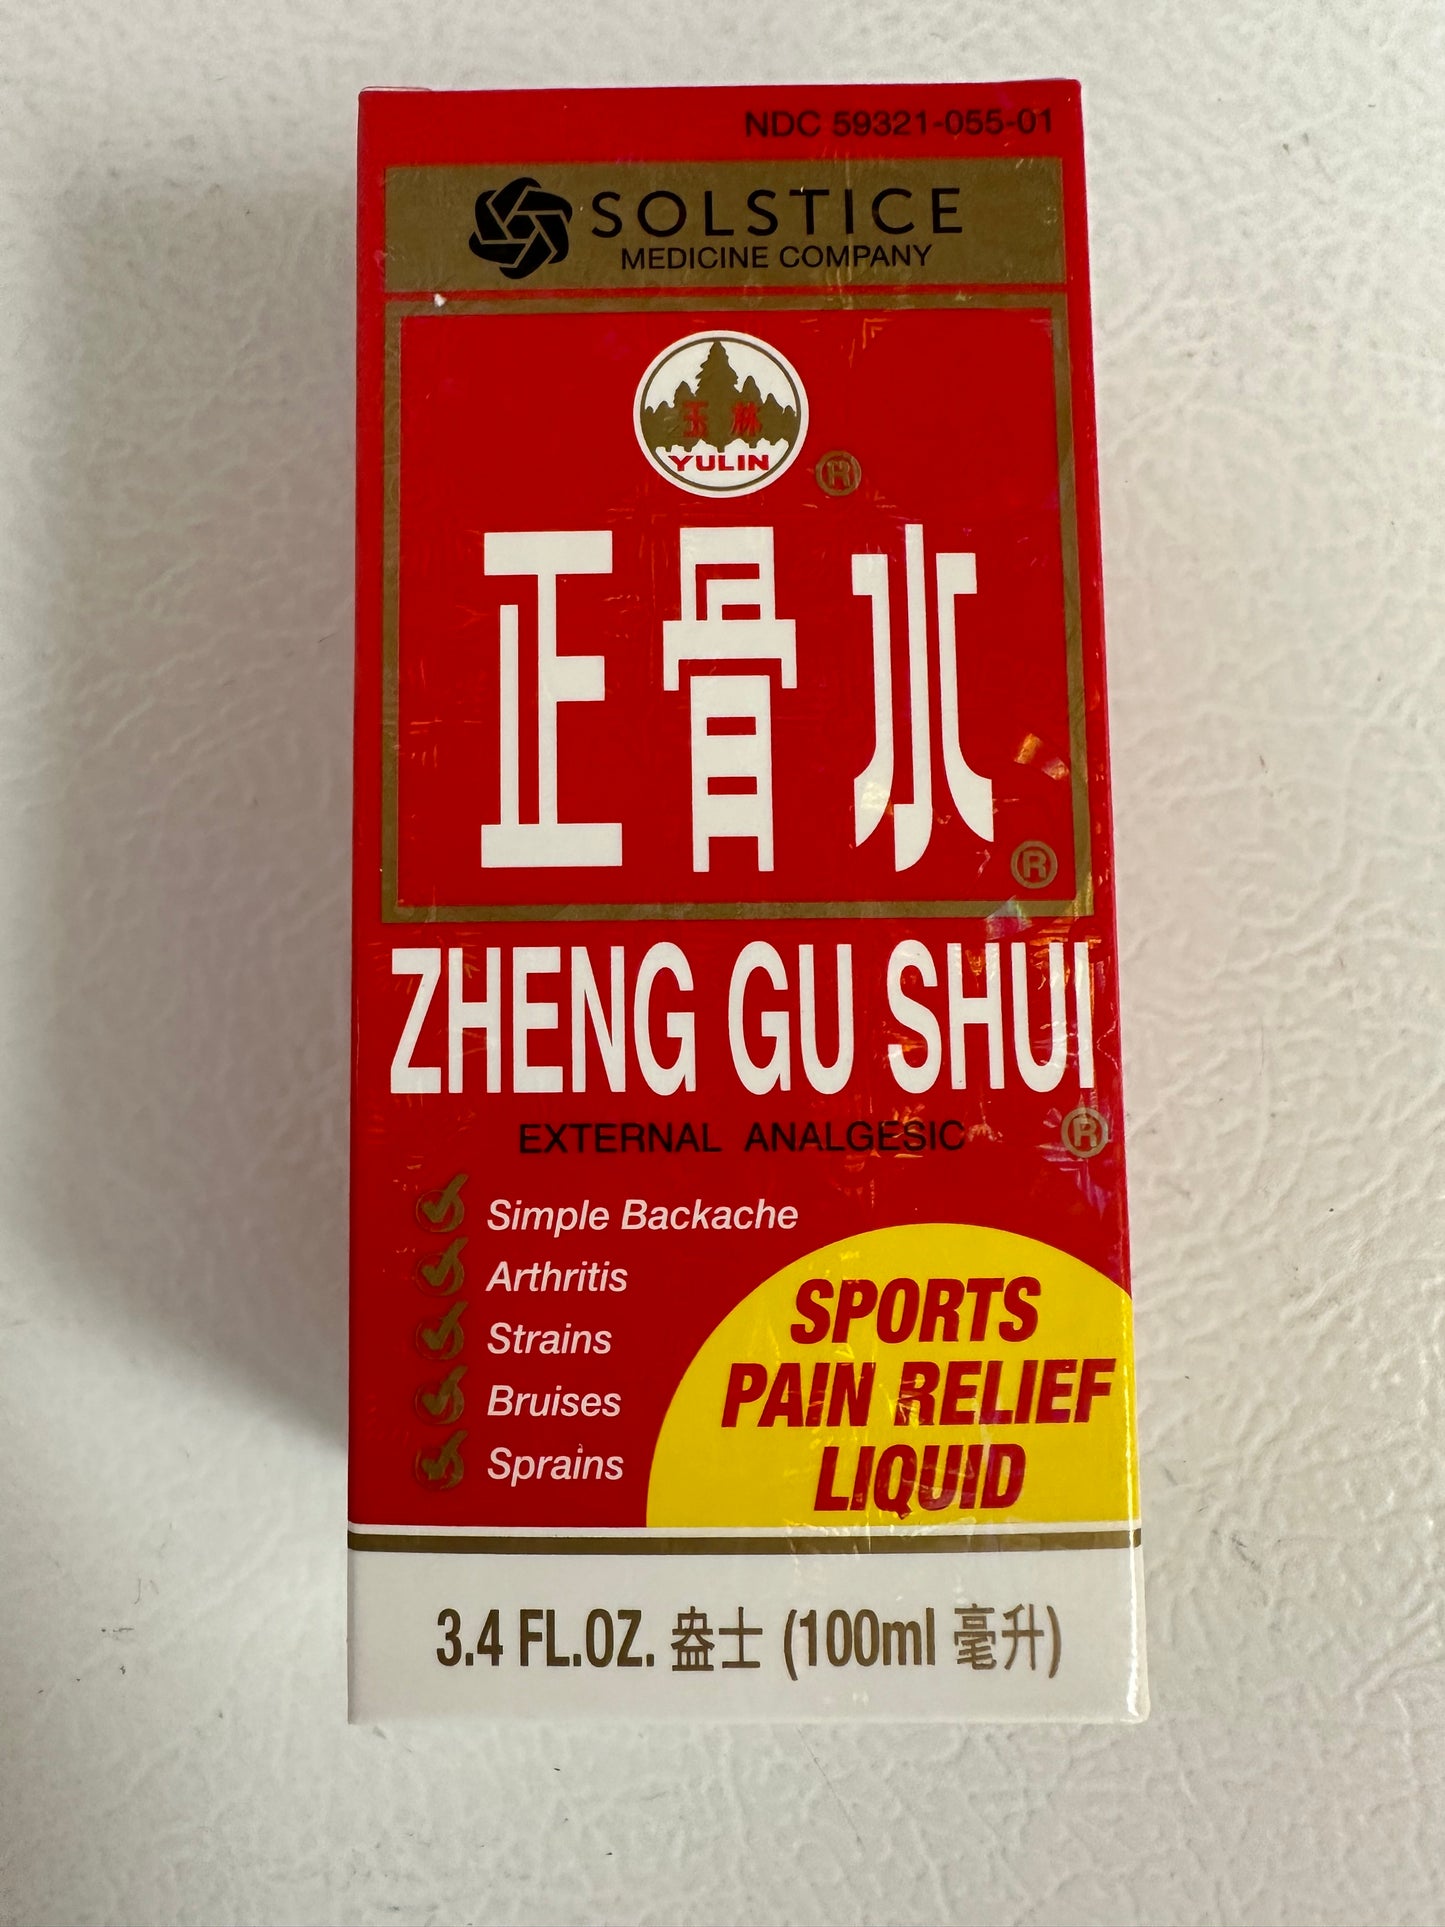 NDC 59321-055-01
SOLSTICE
MEDICINE COMPANY
玉林
YULIN
®
正骨水
®
ZHENG GU SHUI
®
EXTERNAL ANALGESIC
Simple Backache
Arthritis
Strains
Bruises
Sprains
SPORTS
PAIN RELIEF
LIQUID
3.4 FL.OZ. 盎士 (100ml 毫升)